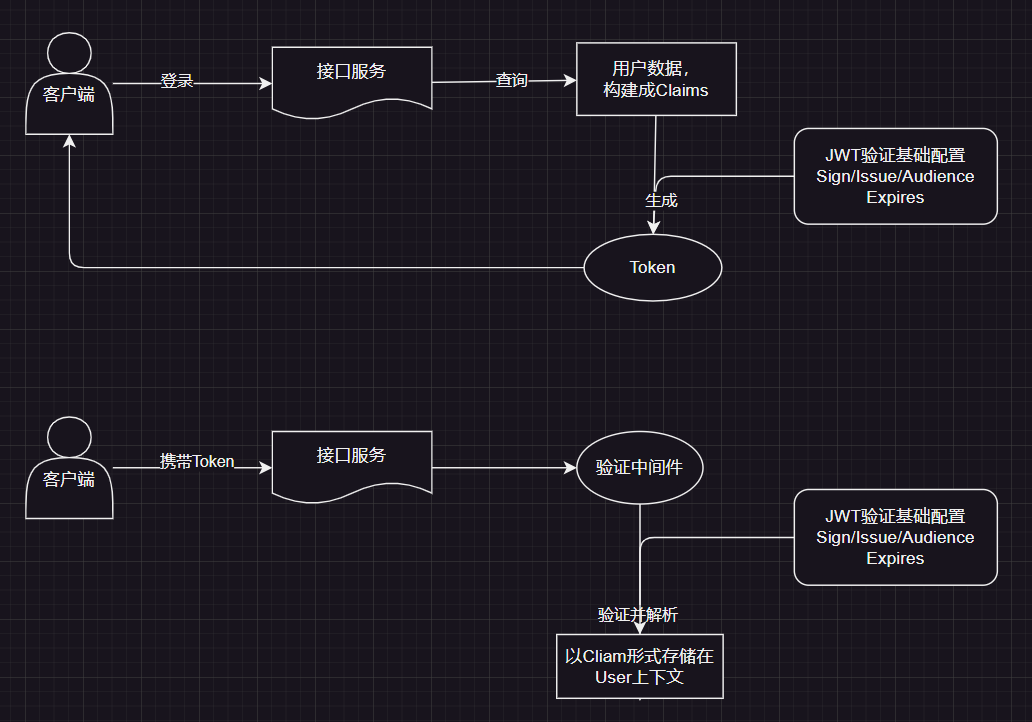 客户端
登录
接口服务
查询
用户数据，
构建成Claims
JWT验证基础配置
Sign/Issue/Audience
Expires
生成
Token
客户端
携带Token
接口服务
验证中间件
JWT验证基础配置
Sign/Issue/Audience
Expires
验证并解析
以Cliam形式存储在
User上下文